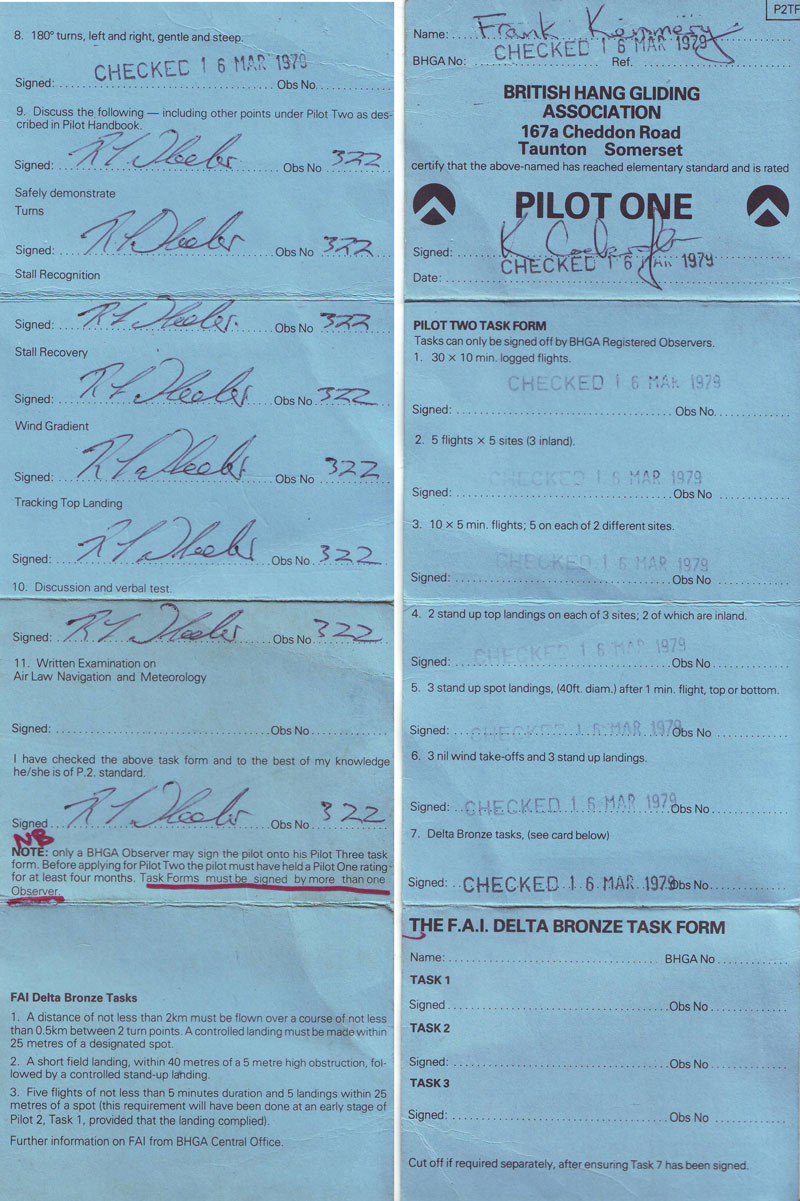 8. 180° turns, left and right, gentle and steep.
CHECKED 16 MAR 1979
Signed: Obs No.
9. Discuss the following — including other points under Pilot Two as des-
cribed in Pilot Handbook.
Signed: Obs No 322
Safely demonstrate
Turns
Signed: Obs No 322
Stall Recognition
Signed: Obs No 322
Stall Recovery
Signed: Obs No 322
Wind Gradient
Signed: Obs No 322
Tracking Top Landing
Signed: Obs No. 322
10. Discussion and verbal test.
Signed: Obs No 322
11. Written Examination on
Air Law Navigation and Meteorology
Signed: Obs No
I have checked the above task form and to the best of my knowledge
he/she is of P.2. standard.
Signed Obs No 322
NB
NOTE: only a BHGA Observer may sign the pilot onto his Pilot Three task
form. Before applying for Pilot Two the pilot must have held a Pilot One rating
for at least four months. Task Forms must be signed by more than one
Observer.
FAI Delta Bronze Tasks
1. A distance of not less than 2km must be flown over a course of not less
than 0.5km between 2 turn points. A controlled landing must be made within
25 metres of a designated spot.
2. A short field landing, within 40 metres of a 5 metre high obstruction, fol-
lowed by a controlled stand-up landing.
3. Five flights of not less than 5 minutes duration and 5 landings within 25
metres of a spot (this requirement will have been done at an early stage of
Pilot 2, Task 1, provided that the landing complied).
Further information on FAI from BHGA Central Office.
P2TF
Name: Frank
CHECKED 16 MAR 1979
BHGA No: Ref.
BRITISH HANG GLIDING
ASSOCIATION
167a Cheddon Road
Taunton Somerset
certify that the above-named has reached elementary standard and is rated
PILOT ONE
Signed:
CHECKED 16 MAR 1979
Date:
PILOT TWO TASK FORM
Tasks can only be signed off by BHGA Registered Observers.
1. 30 × 10 min. logged flights.
CHECKED 16 MAR 1979
Signed: Obs No.
2. 5 flights × 5 sites (3 inland).
CHECKED 16 MAR 1979
Signed: Obs No
3. 10 × 5 min. flights; 5 on each of 2 different sites.
CHECKED 16 MAR 1979
Signed: Obs No
4. 2 stand up top landings on each of 3 sites; 2 of which are inland.
CHECKED 16 MAR 1979
Signed: Obs No
5. 3 stand up spot landings, (40ft. diam.) after 1 min. flight, top or bottom.
Signed: CHECKED 16 MAR 1979 Obs No
6. 3 nil wind take-offs and 3 stand up landings.
Signed: CHECKED 16 MAR 1979 Obs No
7. Delta Bronze tasks, (see card below)
Signed: CHECKED 16 MAR 1979 Obs No
THE F.A.I. DELTA BRONZE TASK FORM
Name: BHGA No
TASK 1
Signed Obs No
TASK 2
Signed: Obs No
TASK 3
Signed: Obs No
Cut off if required separately, after ensuring Task 7 has been signed.